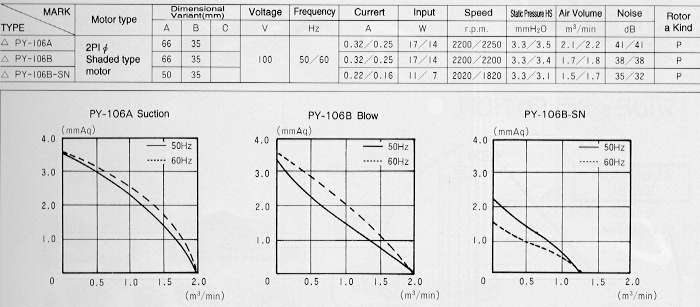 MARK
TYPE
Motor type
Dimensional Variant(mm)
A B C
Voltage
V
Frequency
Hz
Currert
A
Input
W
Speed
r.p.m.
Static Pressure HS
mmH₂O
Air Volume
m³/min
Noise
dB
Rotor a Kind
△ PY-106A 66 35 0.32/0.25 17/14 2200/2250 3.3/3.5 2.1/2.2 41/41 P
△ PY-106B 66 35 0.32/0.25 17/14 2200/2200 3.3/3.4 1.7/1.8 38/38 P
△ PY-106B-SN 50 35 0.22/0.16 11/7 2020/1820 3.3/3.1 1.5/1.7 35/32 P
2P1φ
Shaded type
motor
100
50/60
PY-106A Suction
(mmAq)
4.0
3.0
2.0
1.0
50Hz
60Hz
0 0.5 1.0 1.5 2.0
(m³/min)
PY-106B Blow
(mmAq)
4.0
3.0
2.0
1.0
50Hz
60Hz
0 0.5 1.0 1.5 2.0
(m³/min)
PY-106B-SN
(mmAq)
4.0
3.0
2.0
1.0
50Hz
60Hz
0 0.5 1.0 1.5 2.0
(m³/min)